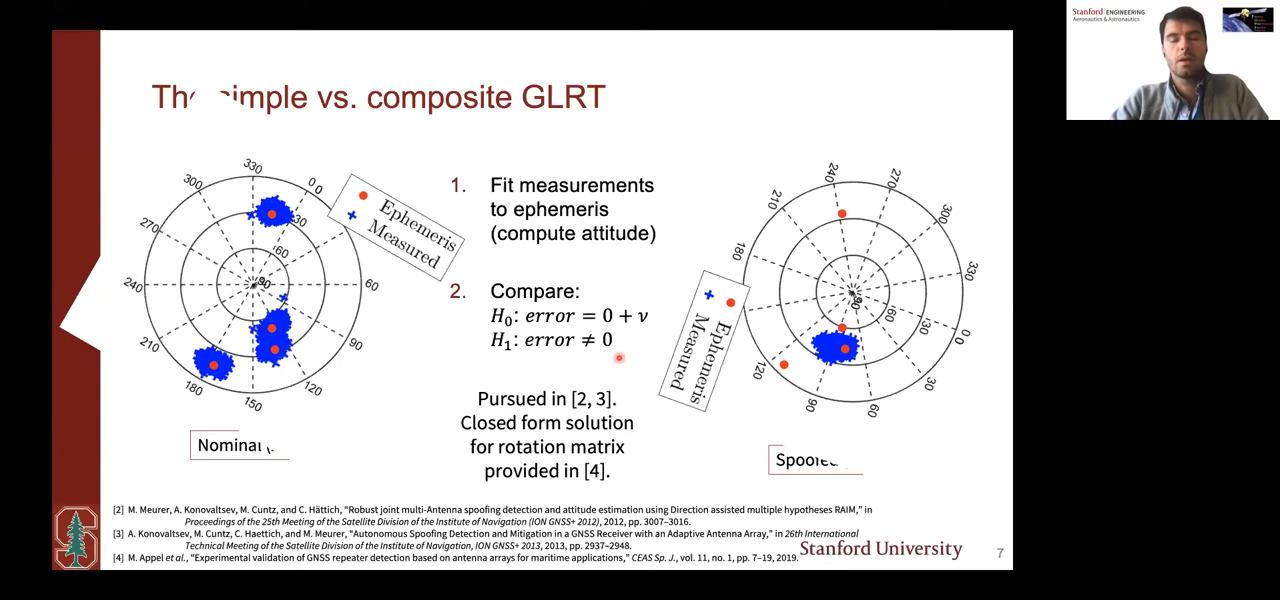 Stanford ENGINEERING
Aeronautics & Astronautics
simple vs. composite GLRT
330
300
0
0
270
30
60
90
240
60
210
90
180
120
150
Ephemeris
Measured
1. Fit measurements
to ephemeris
(compute attitude)
2. Compare:
H₀: error = 0 + ν
H₁: error ≠ 0
Pursued in [2, 3].
Closed form solution
for rotation matrix
provided in [4].
240
270
210
300
180
330
90
60
30
0
120
30
90
60
Ephemeris
Measured
[2] M. Meurer, A. Konovaltsev, M. Cuntz, and C. Hättich, “Robust joint multi-Antenna spoofing detection and attitude estimation using Direction assisted multiple hypotheses RAIM,” in
Proceedings of the 25th Meeting of the Satellite Division of the Institute of Navigation (ION GNSS+ 2012), 2012, pp. 3007–3016.
[3] A. Konovaltsev, M. Cuntz, C. Haettich, and M. Meurer, “Autonomous Spoofing Detection and Mitigation in a GNSS Receiver with an Adaptive Antenna Array,” in 26th International
Technical Meeting of the Satellite Division of the Institute of Navigation, ION GNSS+ 2013, 2013, pp. 2937–2948.
[4] M. Appel et al., “Experimental validation of GNSS repeater detection based on antenna arrays for maritime applications,” CEAS Sp. J., vol. 11, no. 1, pp. 7–19, 2019.
Stanford University
7